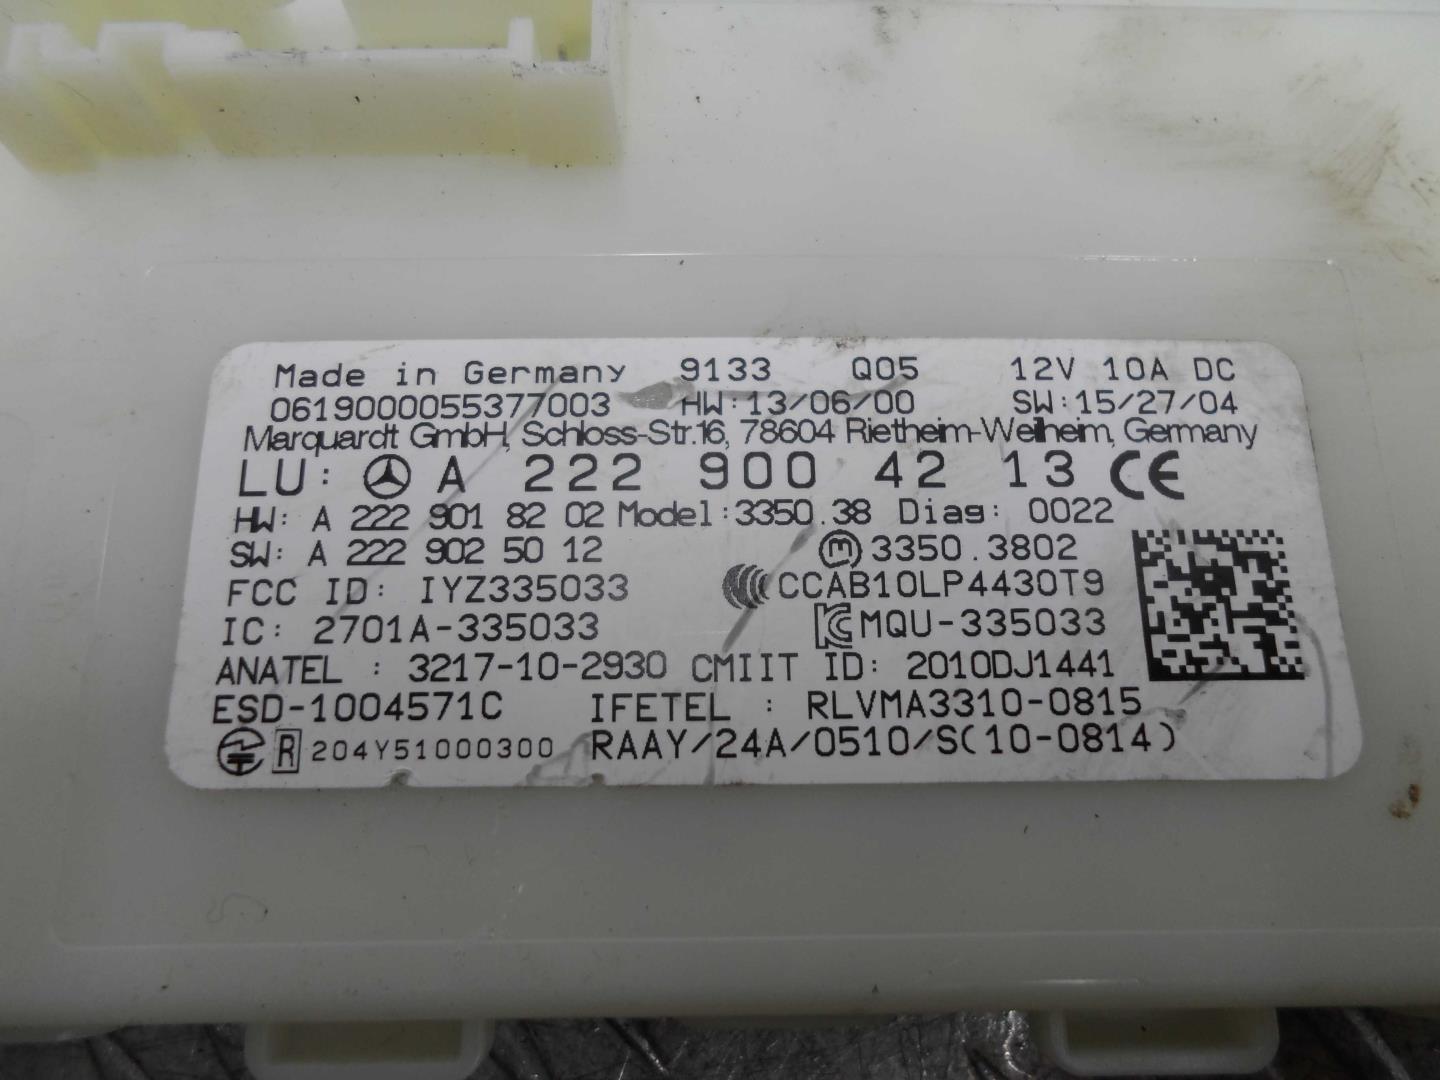 Made in Germany 9133 Q05 12V 10A DC
0619000055377003 HW:13/06/00 SW:15/27/04
Marquardt GmbH, Schloss-Str.16, 78604 Rietheim-Weilheim, Germany
LU: A 222 900 42 13 CE
HW: A 222 901 82 02 Model:3350.38 Diag: 0022
SW: A 222 902 50 12 m 3350.3802
FCC ID: IYZ335033 CCAB10LP4430T9
IC: 2701A-335033 KC MQU-335033
ANATEL : 3217-10-2930 CMIIT ID: 2010DJ1441
ESD-1004571C IFETEL : RLVMA3310-0815
R 204Y51000300 RAAY/24A/0510/S(10-0814)